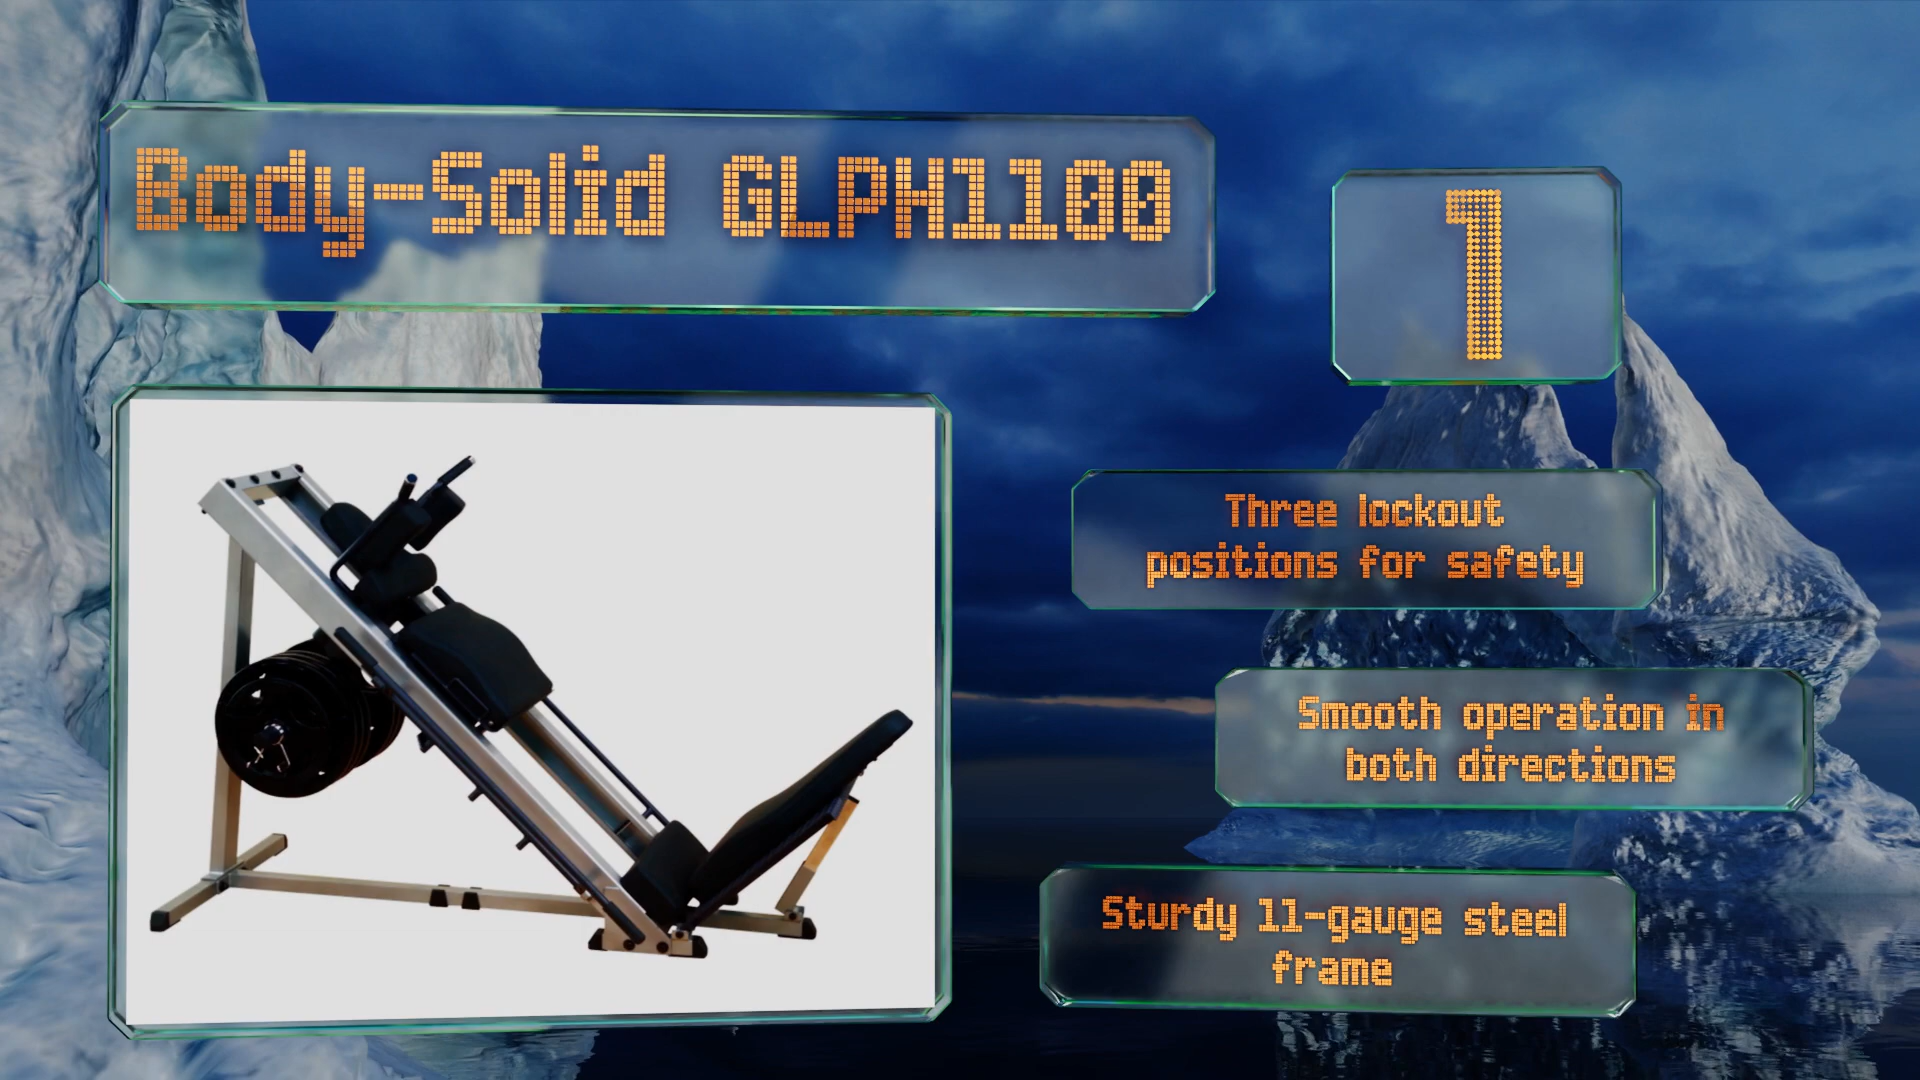 Body-Solid GLPH1100
1
Three lockout
positions for safety
Smooth operation in
both directions
Sturdy 11-gauge steel
frame